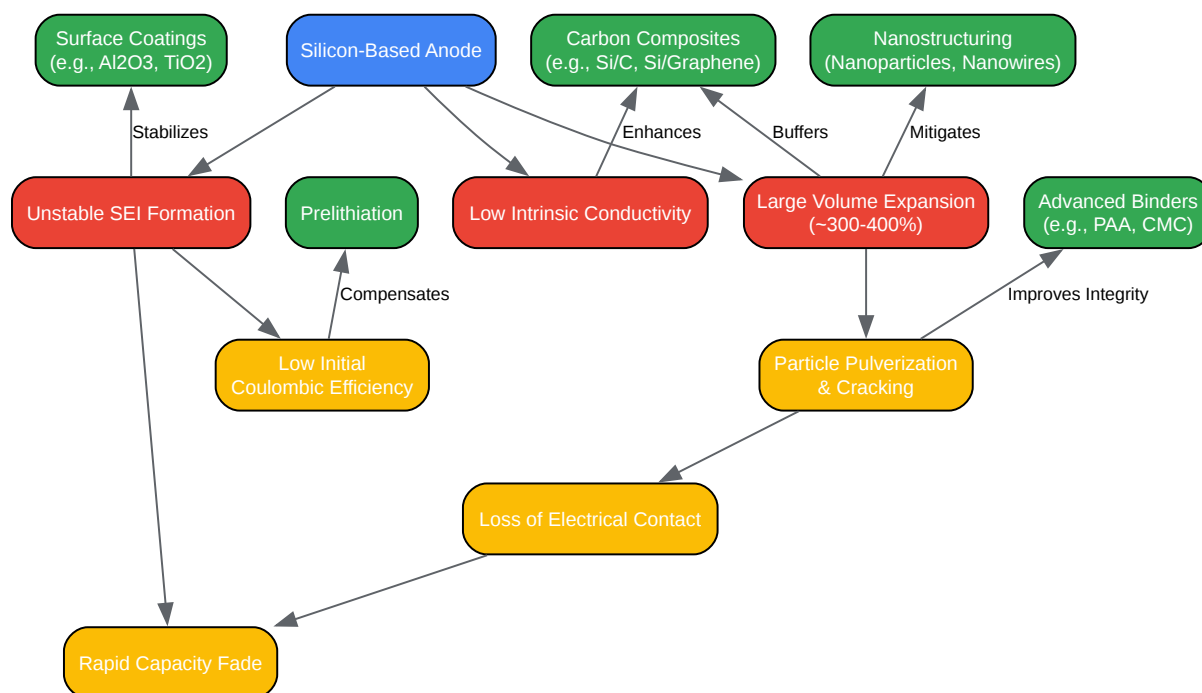 Surface Coatings
(e.g., Al2O3, TiO2)
Silicon-Based Anode
Carbon Composites
(e.g., Si/C, Si/Graphene)
Nanostructuring
(Nanoparticles, Nanowires)
Stabilizes
Enhances
Buffers
Mitigates
Unstable SEI Formation
Prelithiation
Low Intrinsic Conductivity
Large Volume Expansion
(~300-400%)
Advanced Binders
(e.g., PAA, CMC)
Compensates
Improves Integrity
Low Initial
Coulombic Efficiency
Particle Pulverization
& Cracking
Loss of Electrical Contact
Rapid Capacity Fade